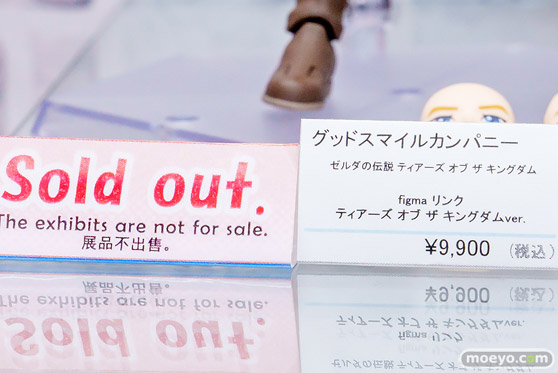 Sold out.
The exhibits are not for sale.
展品不出售。
グッドスマイルカンパニー
ゼルダの伝説 ティアーズ オブ ザ キングダム
figma リンク
ティアーズ オブ ザ キングダムver.
¥9,900 (税込)
moeyo.com